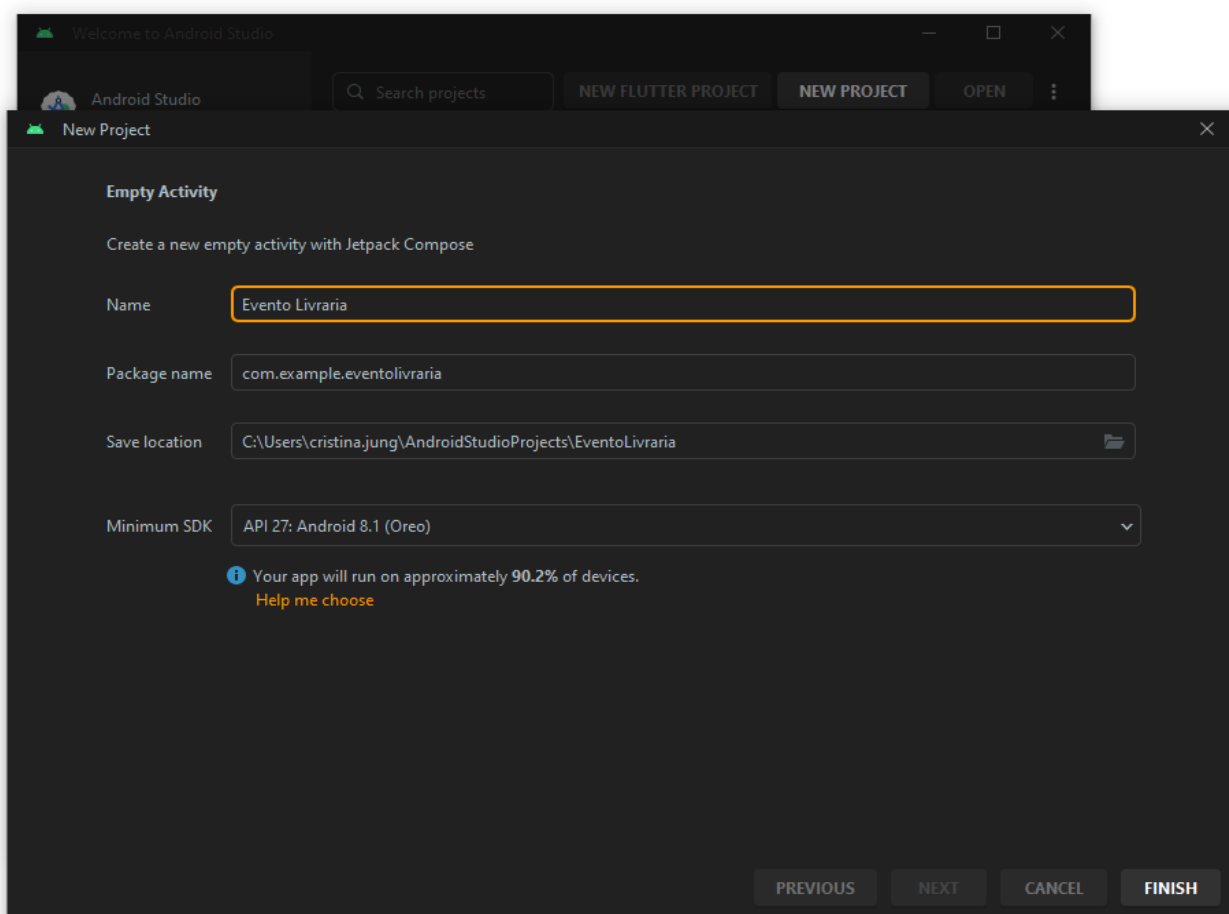 Welcome to Android Studio
Android Studio
Search projects
NEW FLUTTER PROJECT
NEW PROJECT
OPEN
New Project
Empty Activity
Create a new empty activity with Jetpack Compose
Name
Evento Livraria
Package name
com.example.eventolivraria
Save location
C:\Users\cristina.jung\AndroidStudioProjects\EventoLivraria
Minimum SDK
API 27: Android 8.1 (Oreo)
Your app will run on approximately 90.2% of devices.
Help me choose
PREVIOUS
NEXT
CANCEL
FINISH